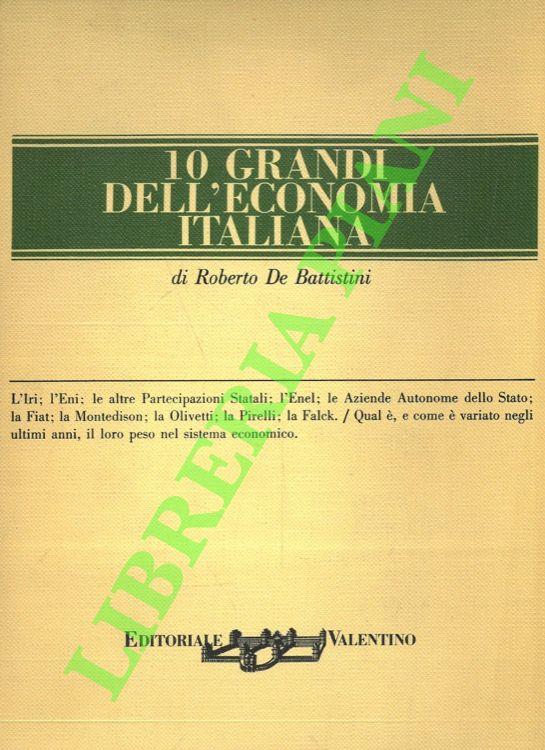 10 GRANDI
DELL'ECONOMIA
ITALIANA
di Roberto De Battistini
L'Iri; l'Eni; le altre Partecipazioni Statali; l'Enel; le Aziende Autonome dello Stato;
la Fiat; la Montedison; la Olivetti; la Pirelli; la Falck. / Qual è, e come è variato negli
ultimi anni, il loro peso nel sistema economico.
EDITORIALE VALENTINO
LIBRERIA PIANI